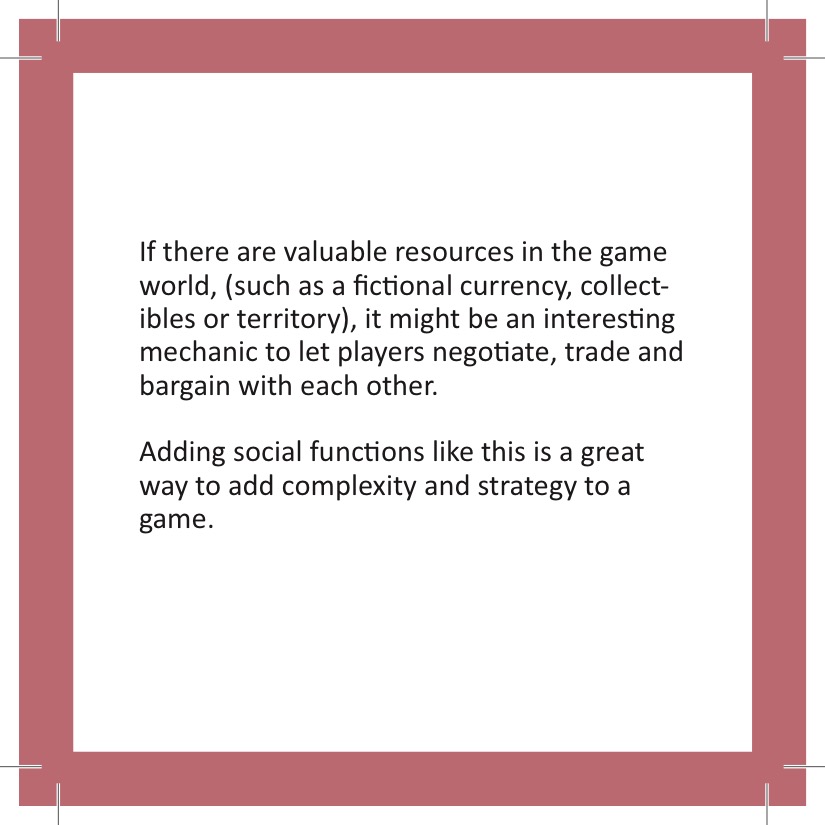 If there are valuable resources in the game
world, (such as a fictional currency, collect-
ibles or territory), it might be an interesting
mechanic to let players negotiate, trade and
bargain with each other.
Adding social functions like this is a great
way to add complexity and strategy to a
game.